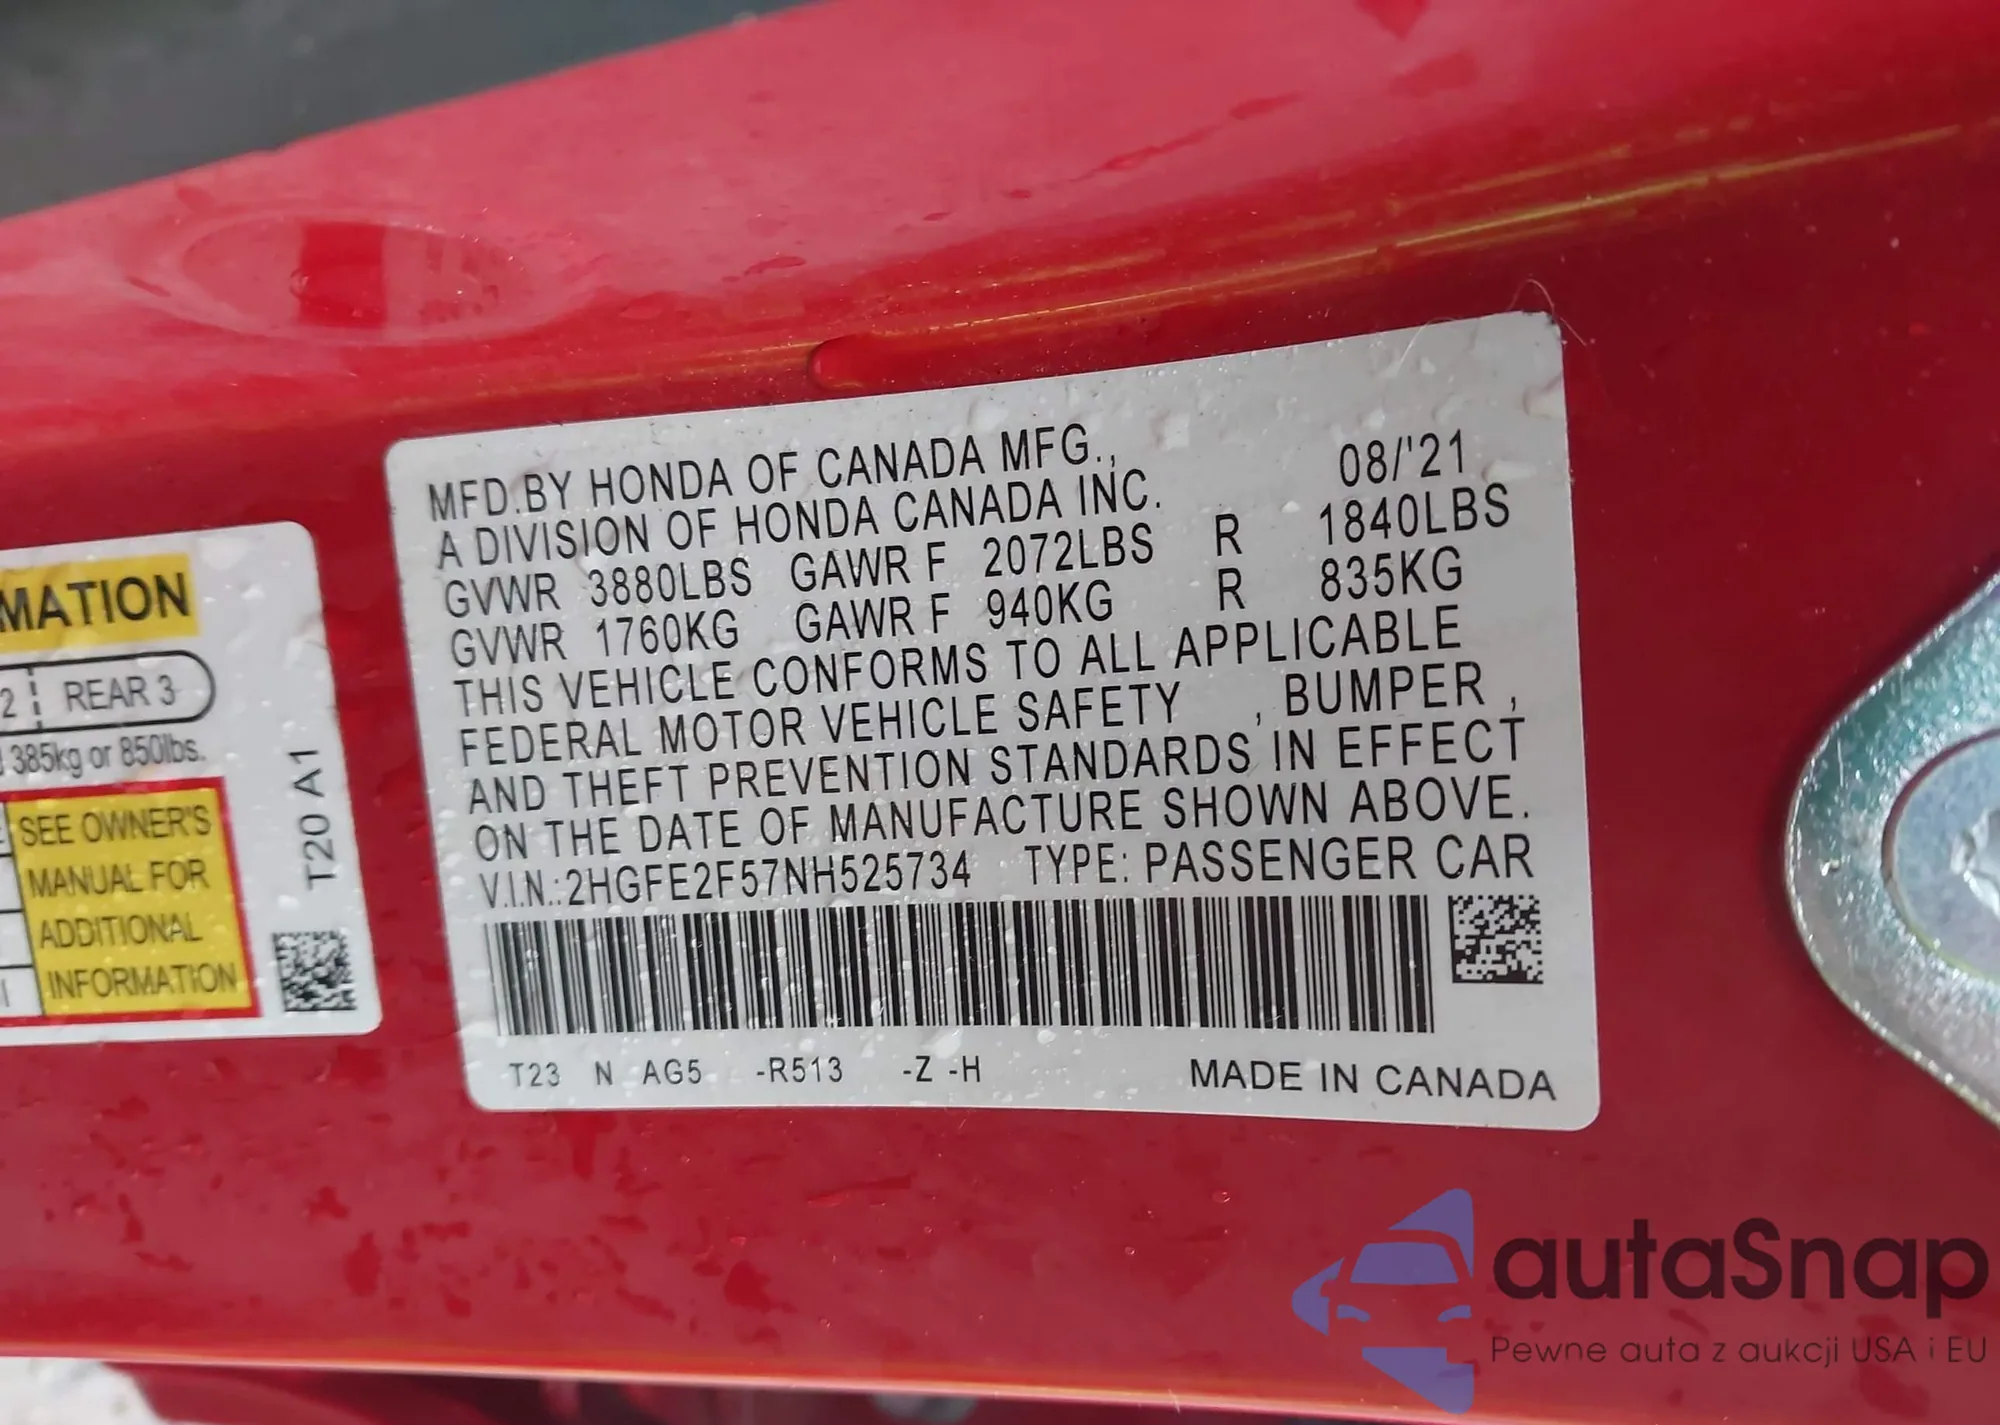 MFD.BY HONDA OF CANADA MFG., 08/'21
A DIVISION OF HONDA CANADA INC.
GVWR 3880LBS GAWR F 2072LBS R 1840LBS
GVWR 1760KG GAWR F 940KG R 835KG
THIS VEHICLE CONFORMS TO ALL APPLICABLE
FEDERAL MOTOR VEHICLE SAFETY , BUMPER ,
AND THEFT PREVENTION STANDARDS IN EFFECT
ON THE DATE OF MANUFACTURE SHOWN ABOVE.
V.I.N.:2HGFE2F57NH525734 TYPE: PASSENGER CAR
T23 N AG5 -R513 -Z -H MADE IN CANADA
MATION
2 REAR 3
385kg or 850lbs.
SEE OWNER'S
MANUAL FOR
ADDITIONAL
INFORMATION
T20 A1
autaSnap
Pewne auta z aukcji USA i EU